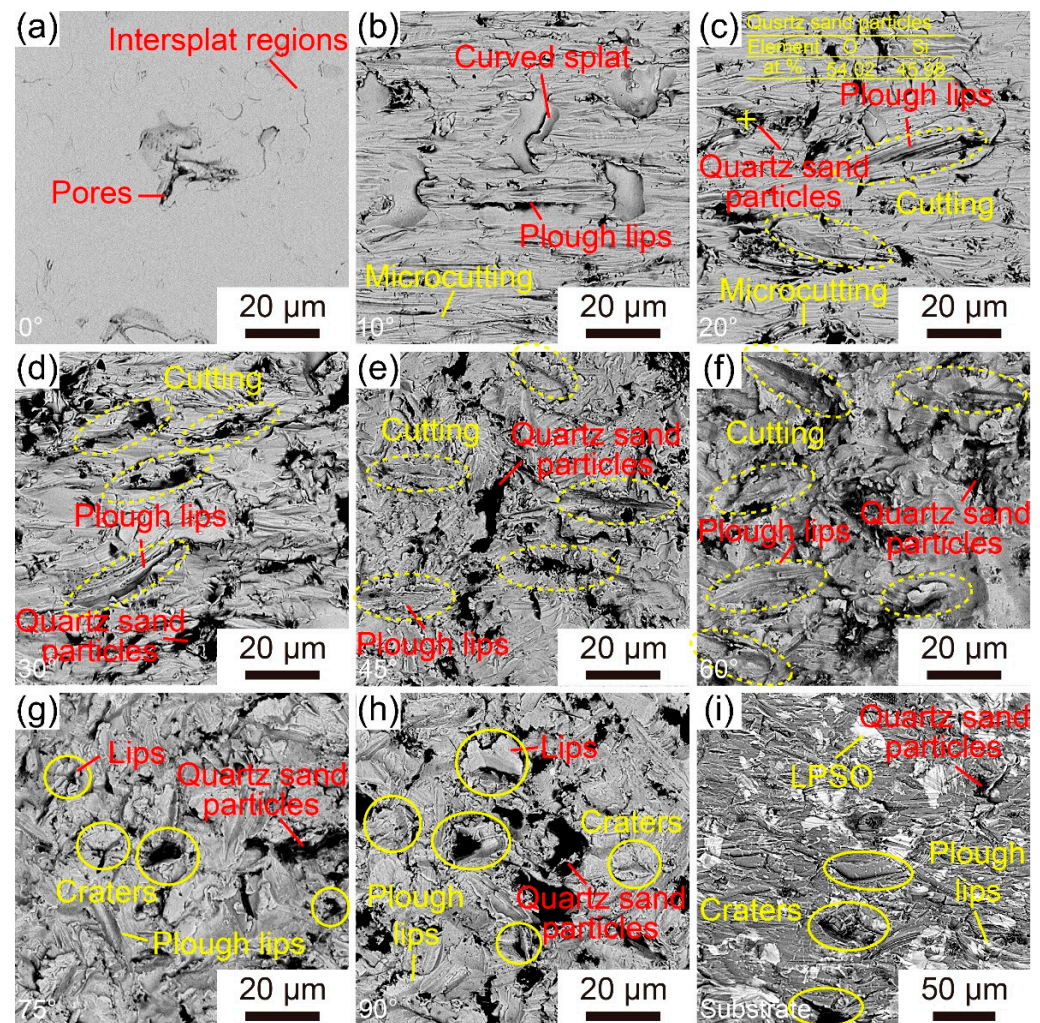 (a)
Intersplat regions
Pores
20 µm
0°
(b)
Curved splat
Plough lips
Microcutting
20 µm
10°
(c)
Qusrtz sand particles
Element O Si
at.% 54.02 45.98
Plough lips
+
Quartz sand
particles
Cutting
Microcutting
20 µm
20°
(d)
Cutting
Plough lips
Quartz sand
particles
20 µm
30°
(e)
Cutting
Quartz sand
particles
Plough lips
20 µm
45°
(f)
Cutting
Plough lips
Quartz sand
particles
20 µm
60°
(g)
Lips
Quartz sand
particles
Craters
Plough lips
20 µm
75°
(h)
Lips
Craters
Plough
lips
Quartz sand
particles
20 µm
90°
(i)
Quartz sand
particles
LPSO
Plough
lips
Craters
50 µm
Substrate